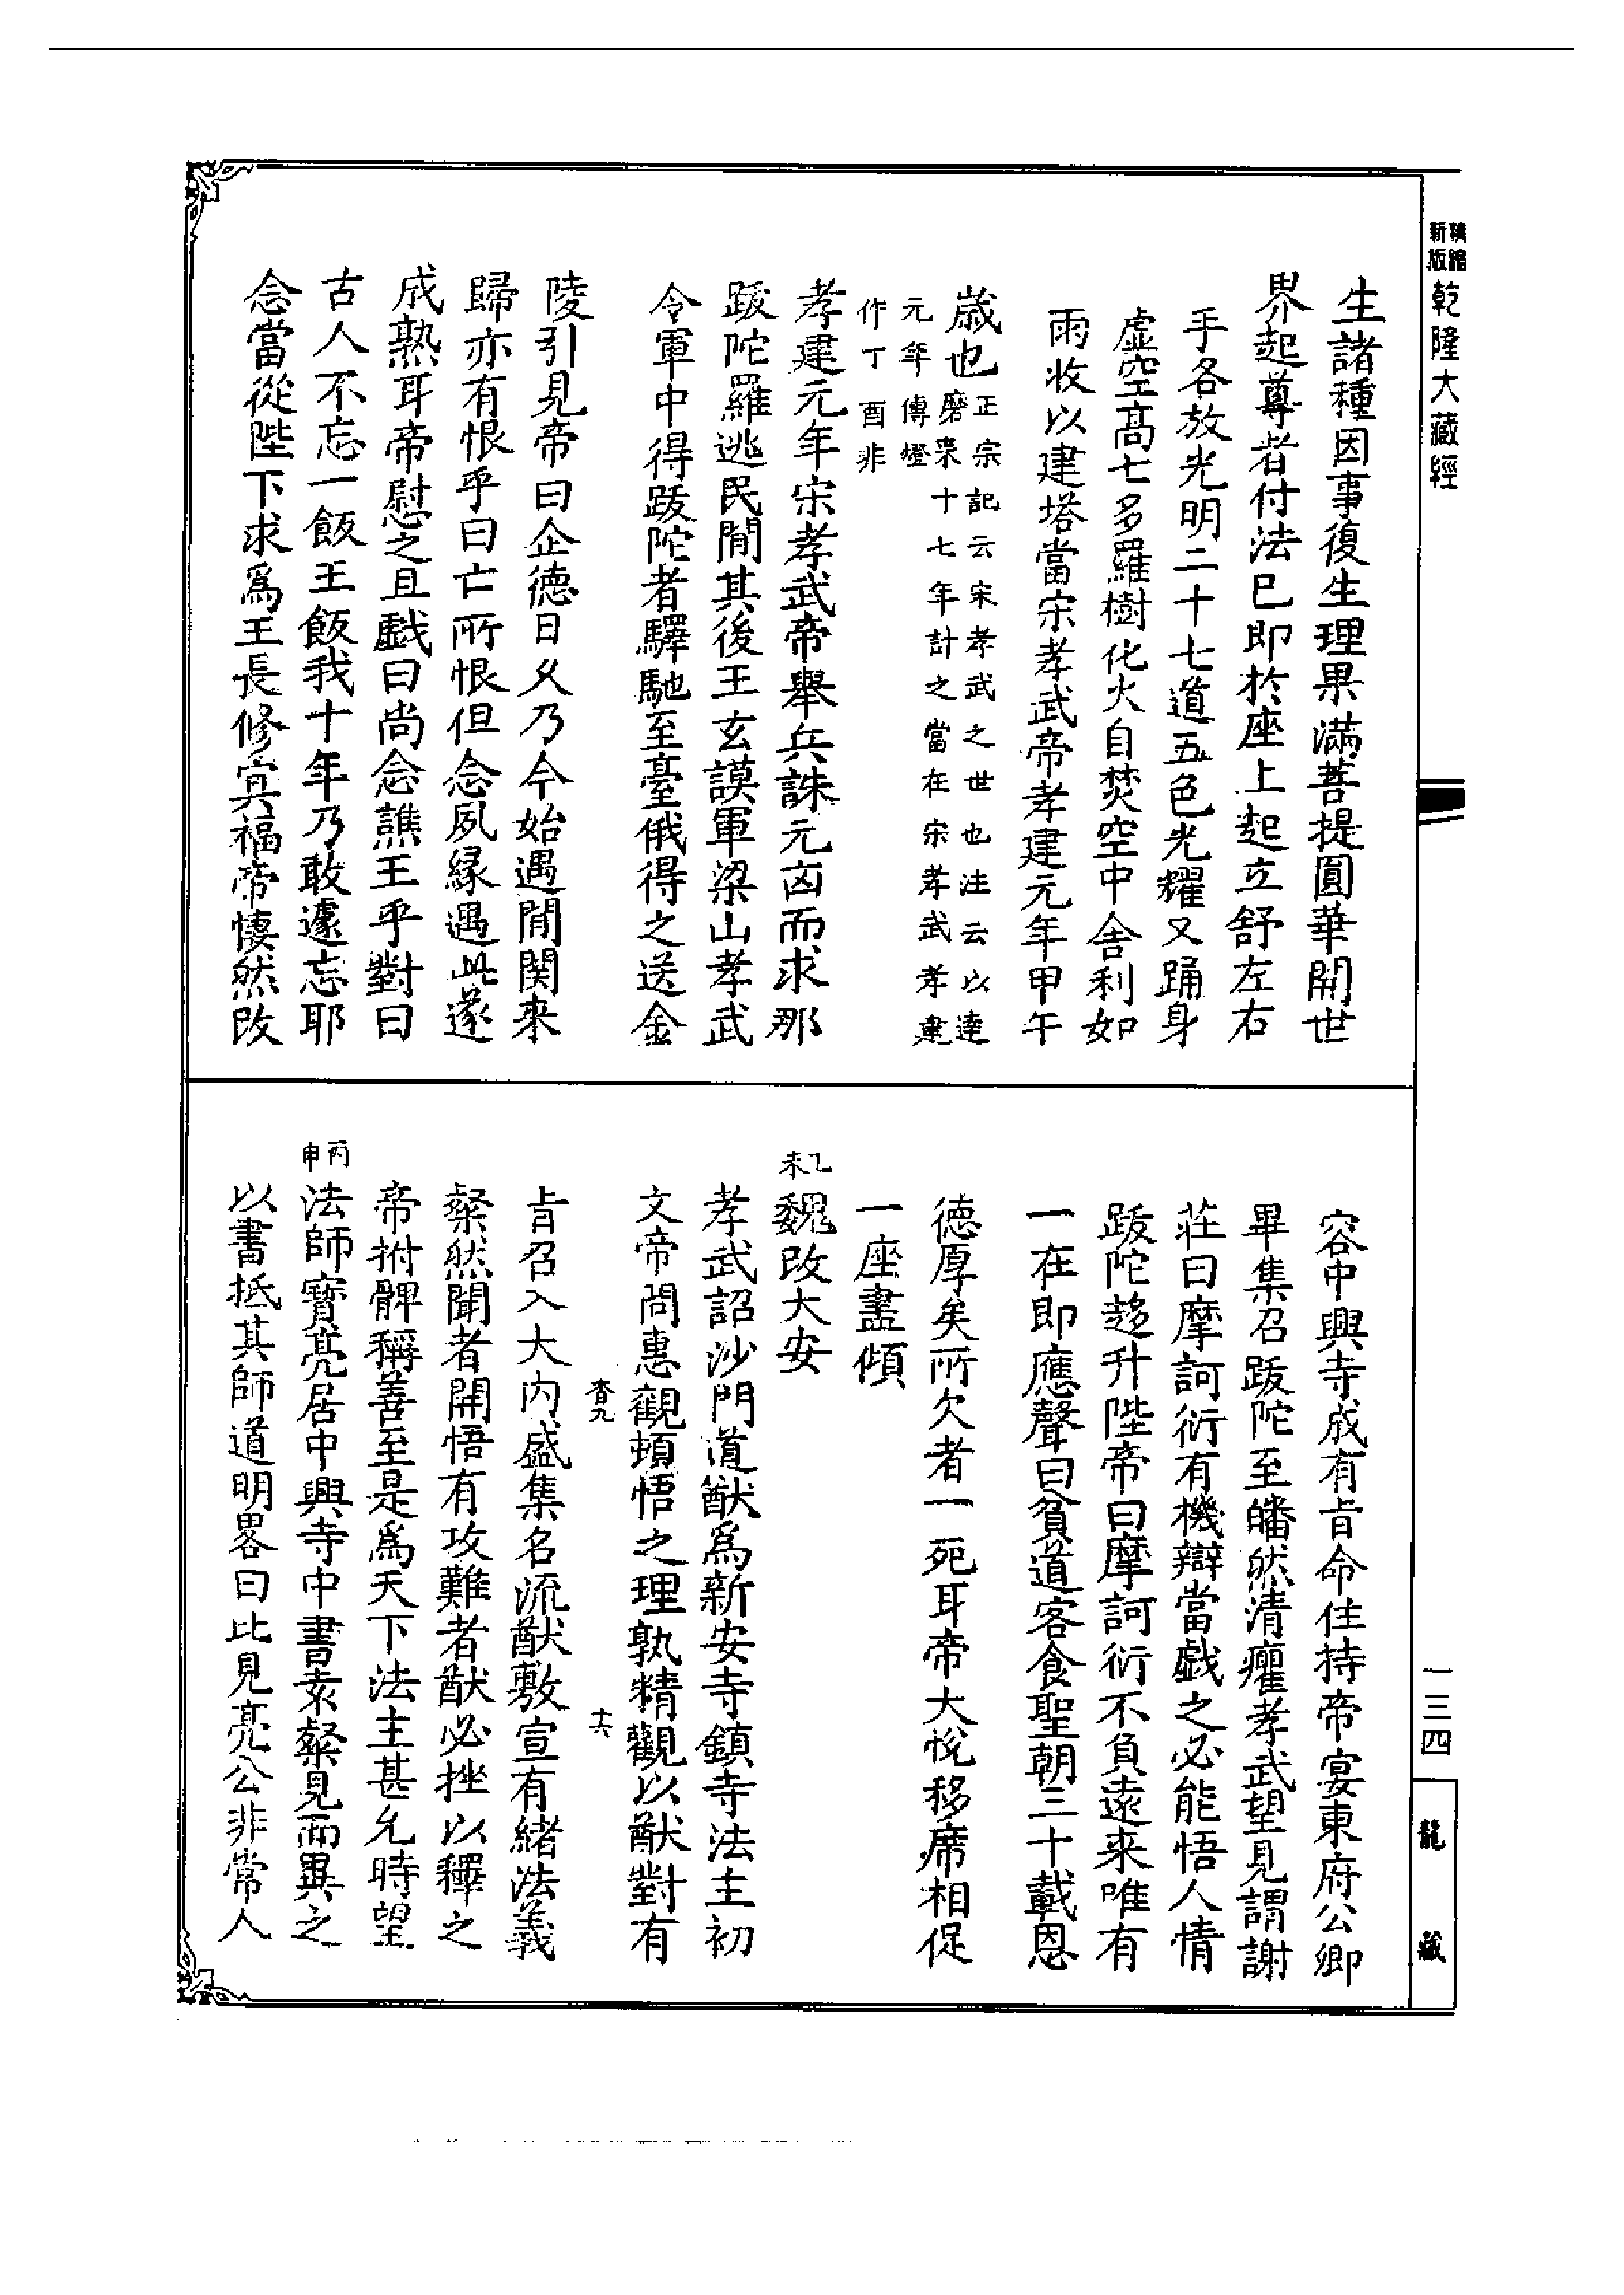 精縮新版乾隆大藏經
一三四
龍藏
生諸種因事復生理果滿菩提圓華開世
界起尊者付法已即於座上起立舒左右
手各放光明二十七道五色光耀又踊身
虛空高七多羅樹化火自焚空中舍利如
雨收以建塔當宋孝武帝孝建元年甲午
歲也正宗記云宋孝武之世也注云以達
磨衆十七年計之當在宋孝武孝建
元年傳燈
作丁酉非
孝建元年宋孝武帝舉兵誅元凶而求那
跋陀羅逃民間其後王玄謨軍梁山孝武
令軍中得跋陀者驛馳至臺俄得之送金
陵引見帝曰企德日久乃今始遇間関来
歸亦有恨乎曰亡所恨但念夙緣遇此遂
成熟耳帝慰之且戯曰尚念譙王乎對曰
古人不忘一飯王飯我十年乃敢遽忘耶
念當從陛下求爲王長修冥福帝悽然改
容中興寺成有旨命住持帝宴東府公卿
畢集召跋陀至皤然清癯孝武望見謂謝
莊曰摩訶衍有機辯當戯之必能悟人情
跋陀趍升陛帝曰摩訶衍不負遠来唯有
一在即應聲曰貧道客食聖朝三十載恩
德厚矣所欠者一死耳帝大悅移席相促
一座盡傾
乙未魏改大安
孝武詔沙門道猷爲新安寺鎮寺法主初
文帝問惠觀頓悟之理孰精觀以猷對有
杳九
十六
旨召入大内盛集名流猷敷宣有緒法義
粲然聞者開悟有攻難者猷必挫以釋之
帝拊髀稱善至是爲天下法主甚允時望
丙申法師寶亮居中興寺中書袁粲見而異之
以書抵其師道明畧曰比見亮公非常人